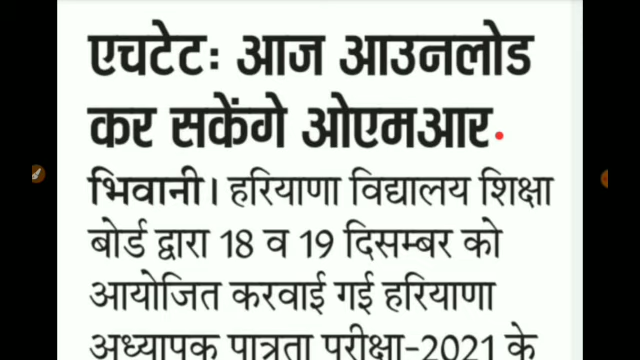 एचटेटः आज आउनलोड
कर सकेंगे ओएमआर
भिवानी। हरियाणा विद्यालय शिक्षा
बोर्ड द्वारा 18 व 19 दिसम्बर को
आयोजित करवाई गई हरियाणा
अध्यापक पात्रता परीक्षा-2021 के